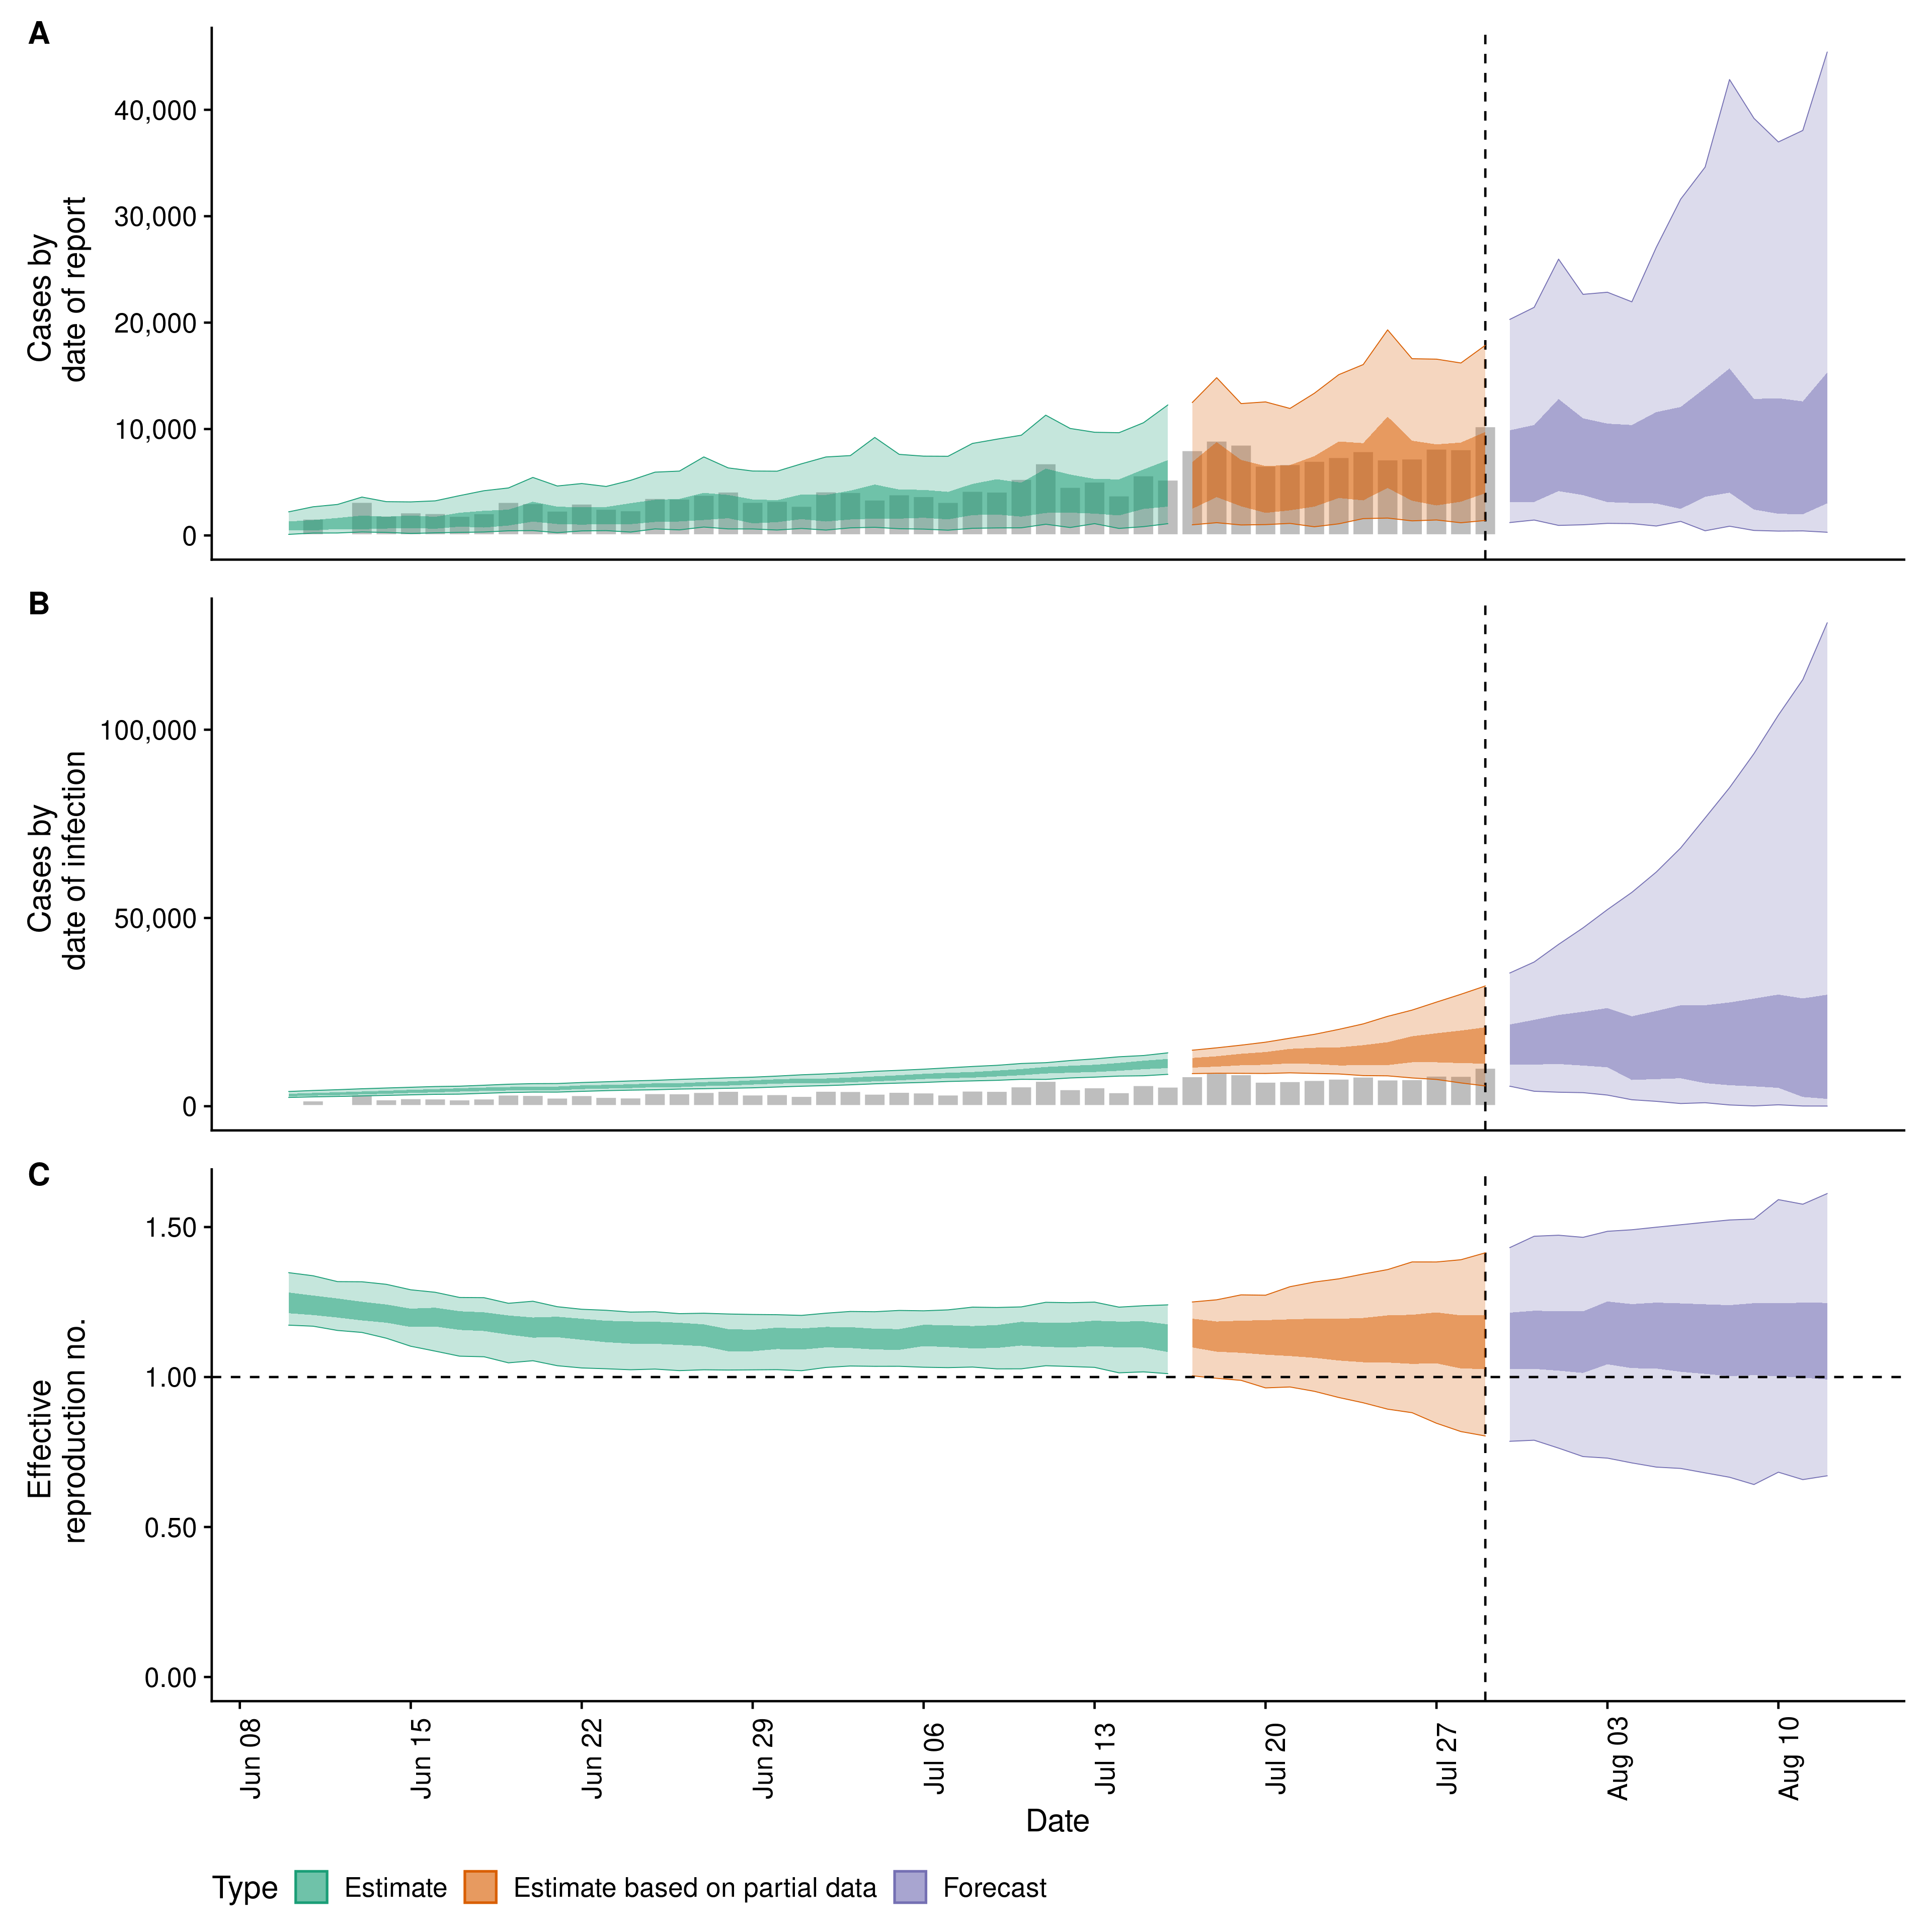 A
Cases by
date of report
40,000
30,000
20,000
10,000
0
B
Cases by
date of infection
100,000
50,000
0
C
Effective
reproduction no.
1.50
1.00
0.50
0.00
Jun 08
Jun 15
Jun 22
Jun 29
Jul 06
Jul 13
Jul 20
Jul 27
Aug 03
Aug 10
Date
Type Estimate Estimate based on partial data Forecast